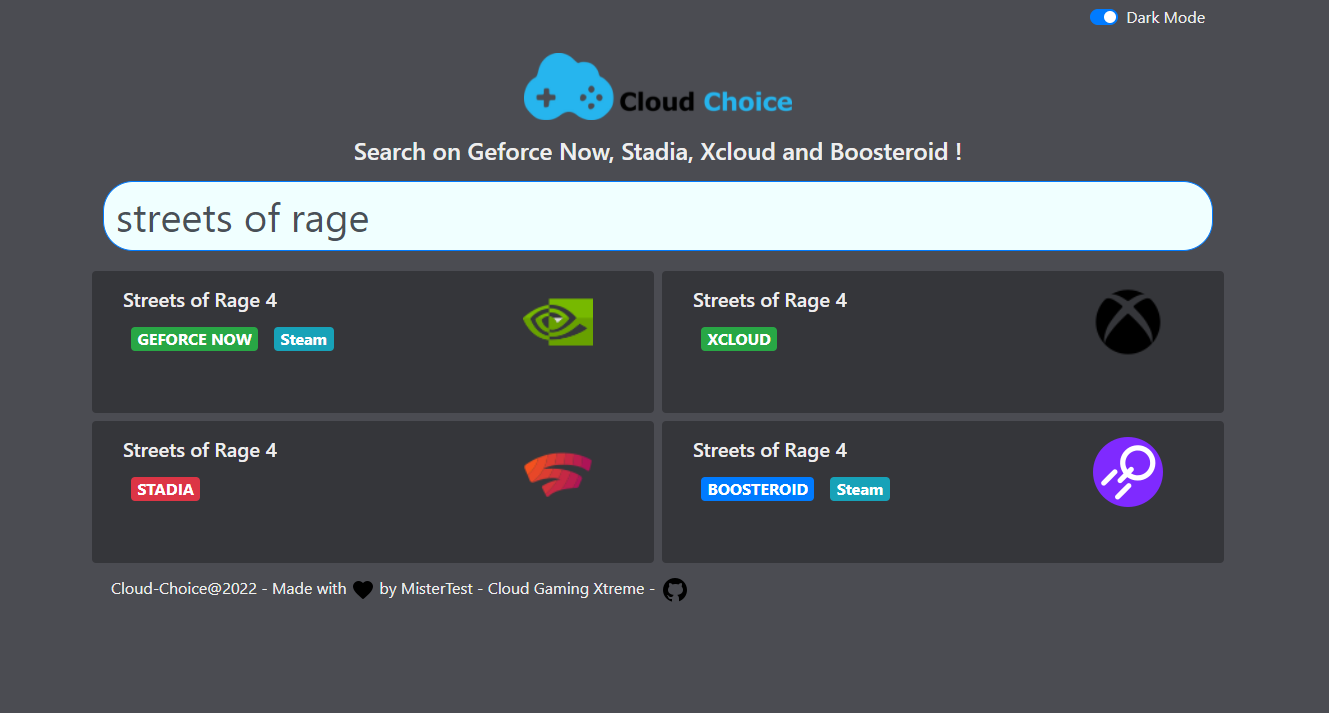 Dark Mode
Cloud Choice
Search on Geforce Now, Stadia, Xcloud and Boosteroid !
streets of rage
Streets of Rage 4
GEFORCE NOW Steam
Streets of Rage 4
XCLOUD
Streets of Rage 4
STADIA
Streets of Rage 4
BOOSTEROID Steam
Cloud-Choice@2022 - Made with by MisterTest - Cloud Gaming Xtreme -